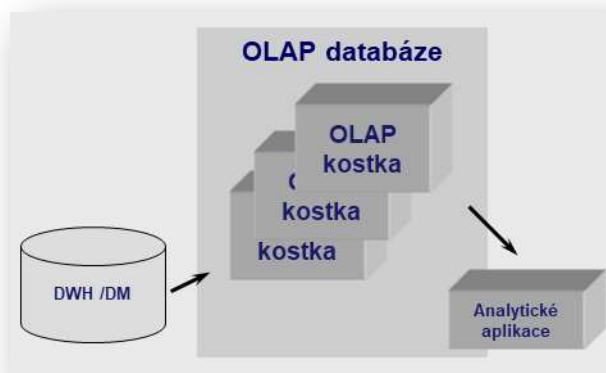 OLAP databáze
OLAP
kostka
kostka
kostka
DWH /DM
Analytické
aplikace